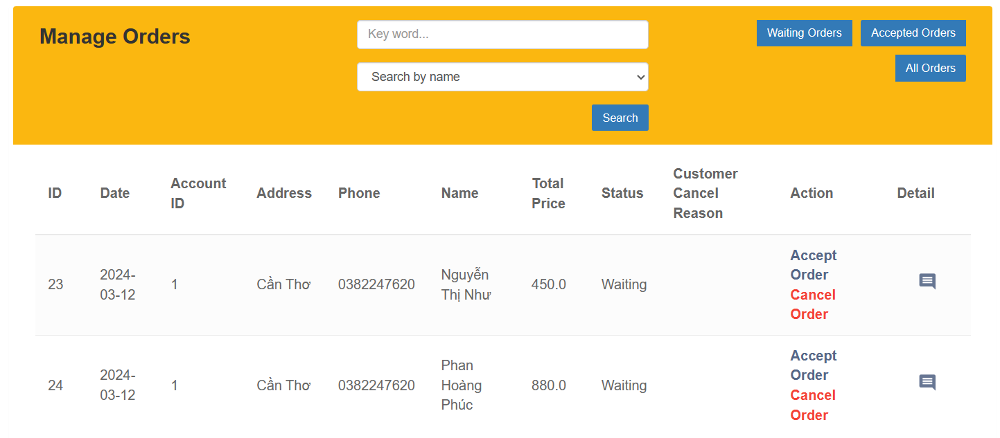 Manage Orders
Key word...
Search by name
Search
Waiting Orders
Accepted Orders
All Orders
ID
Date
Account
ID
Address
Phone
Name
Total
Price
Status
Customer
Cancel
Reason
Action
Detail
23
2024-
03-12
1
Cần Thơ
0382247620
Nguyễn
Thị Như
450.0
Waiting
Accept
Order
Cancel
Order
24
2024-
03-12
1
Cần Thơ
0382247620
Phan
Hoàng
Phúc
880.0
Waiting
Accept
Order
Cancel
Order